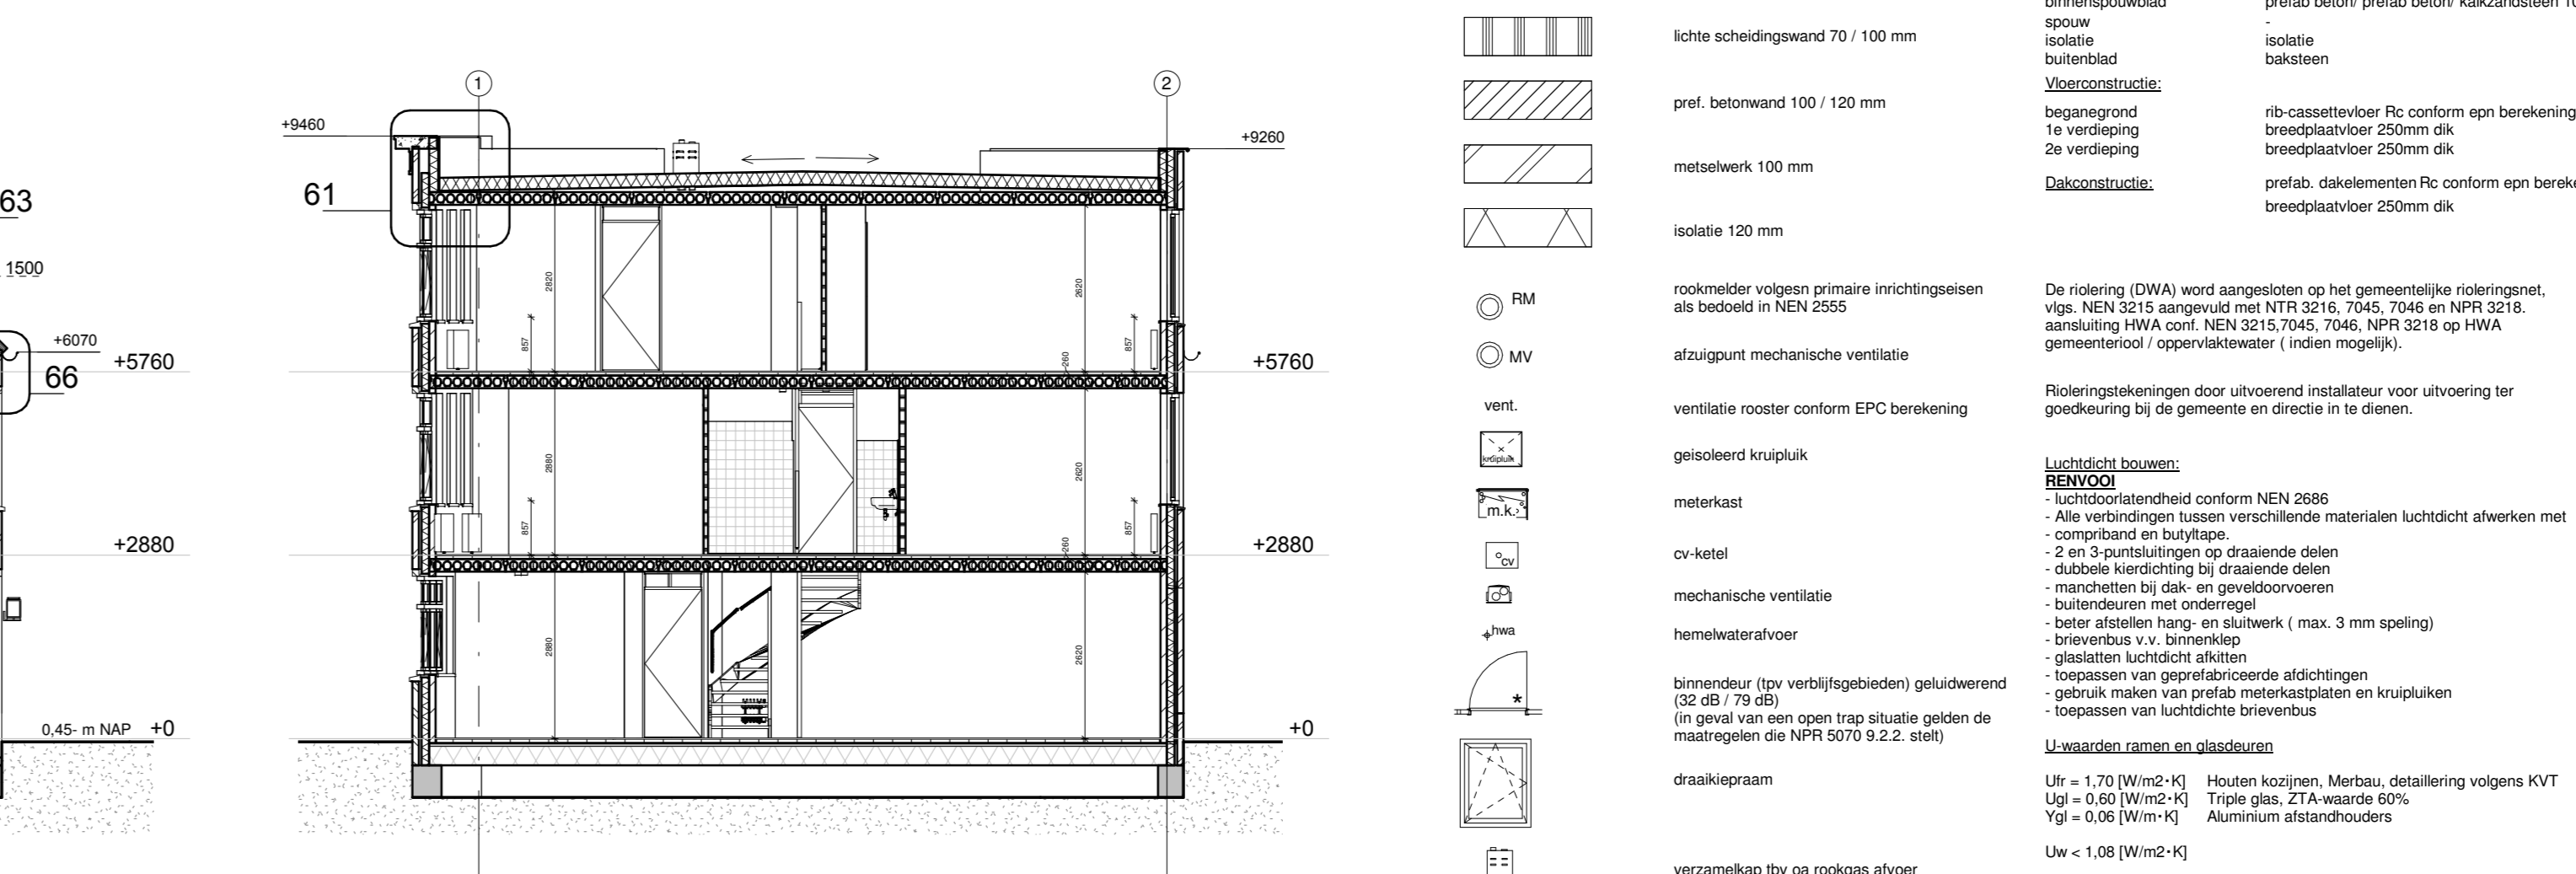 63
1500
+6070
+5760
66
+2880
0,45- m NAP +0
1
2
+9460
+9260
61
2820
2620
857
260
857
+5760
2880
2620
857
260
857
+2880
2880
2620
+0
lichte scheidingswand 70 / 100 mm
pref. betonwand 100 / 120 mm
metselwerk 100 mm
isolatie 120 mm
RM
rookmelder volgesn primaire inrichtingseisen
als bedoeld in NEN 2555
MV
afzuigpunt mechanische ventilatie
vent.
ventilatie rooster conform EPC berekening
kruipluik
geisoleerd kruipluik
m.k.
meterkast
cv
cv-ketel
mechanische ventilatie
hwa
hemelwaterafvoer
*
binnendeur (tpv verblijfsgebieden) geluidwerend
(32 dB / 79 dB)
(in geval van een open trap situatie gelden de
maatregelen die NPR 5070 9.2.2. stelt)
draaikiepraam
verzamelkap tbv oa rookgas afvoer
binnenspouwblad prefab beton/ prefab beton/ kalkzandsteen
spouw -
isolatie isolatie
buitenblad baksteen
Vloerconstructie:
beganegrond rib-cassettevloer Rc conform epn berekening
1e verdieping breedplaatvloer 250mm dik
2e verdieping breedplaatvloer 250mm dik
Dakconstructie: prefab. dakelementen Rc conform epn bereke
breedplaatvloer 250mm dik
De riolering (DWA) word aangesloten op het gemeentelijke rioleringsnet,
vlgs. NEN 3215 aangevuld met NTR 3216, 7045, 7046 en NPR 3218.
aansluiting HWA conf. NEN 3215,7045, 7046, NPR 3218 op HWA
gemeenteriool / oppervlaktewater ( indien mogelijk).
Rioleringstekeningen door uitvoerend installateur voor uitvoering ter
goedkeuring bij de gemeente en directie in te dienen.
Luchtdicht bouwen:
RENVOOI
- luchtdoorlatendheid conform NEN 2686
- Alle verbindingen tussen verschillende materialen luchtdicht afwerken met
- compriband en butyltape.
- 2 en 3-puntsluitingen op draaiende delen
- dubbele kierdichting bij draaiende delen
- manchetten bij dak- en geveldoorvoeren
- buitendeuren met onderregel
- beter afstellen hang- en sluitwerk ( max. 3 mm speling)
- brievenbus v.v. binnenklep
- glaslatten luchtdicht afkitten
- toepassen van geprefabriceerde afdichtingen
- gebruik maken van prefab meterkastplaten en kruipluiken
- toepassen van luchtdichte brievenbus
U-waarden ramen en glasdeuren
Ufr = 1,70 [W/m2·K] Houten kozijnen, Merbau, detaillering volgens KVT
Ugl = 0,60 [W/m2·K] Triple glas, ZTA-waarde 60%
Ygl = 0,06 [W/m·K] Aluminium afstandhouders
Uw < 1,08 [W/m2·K]